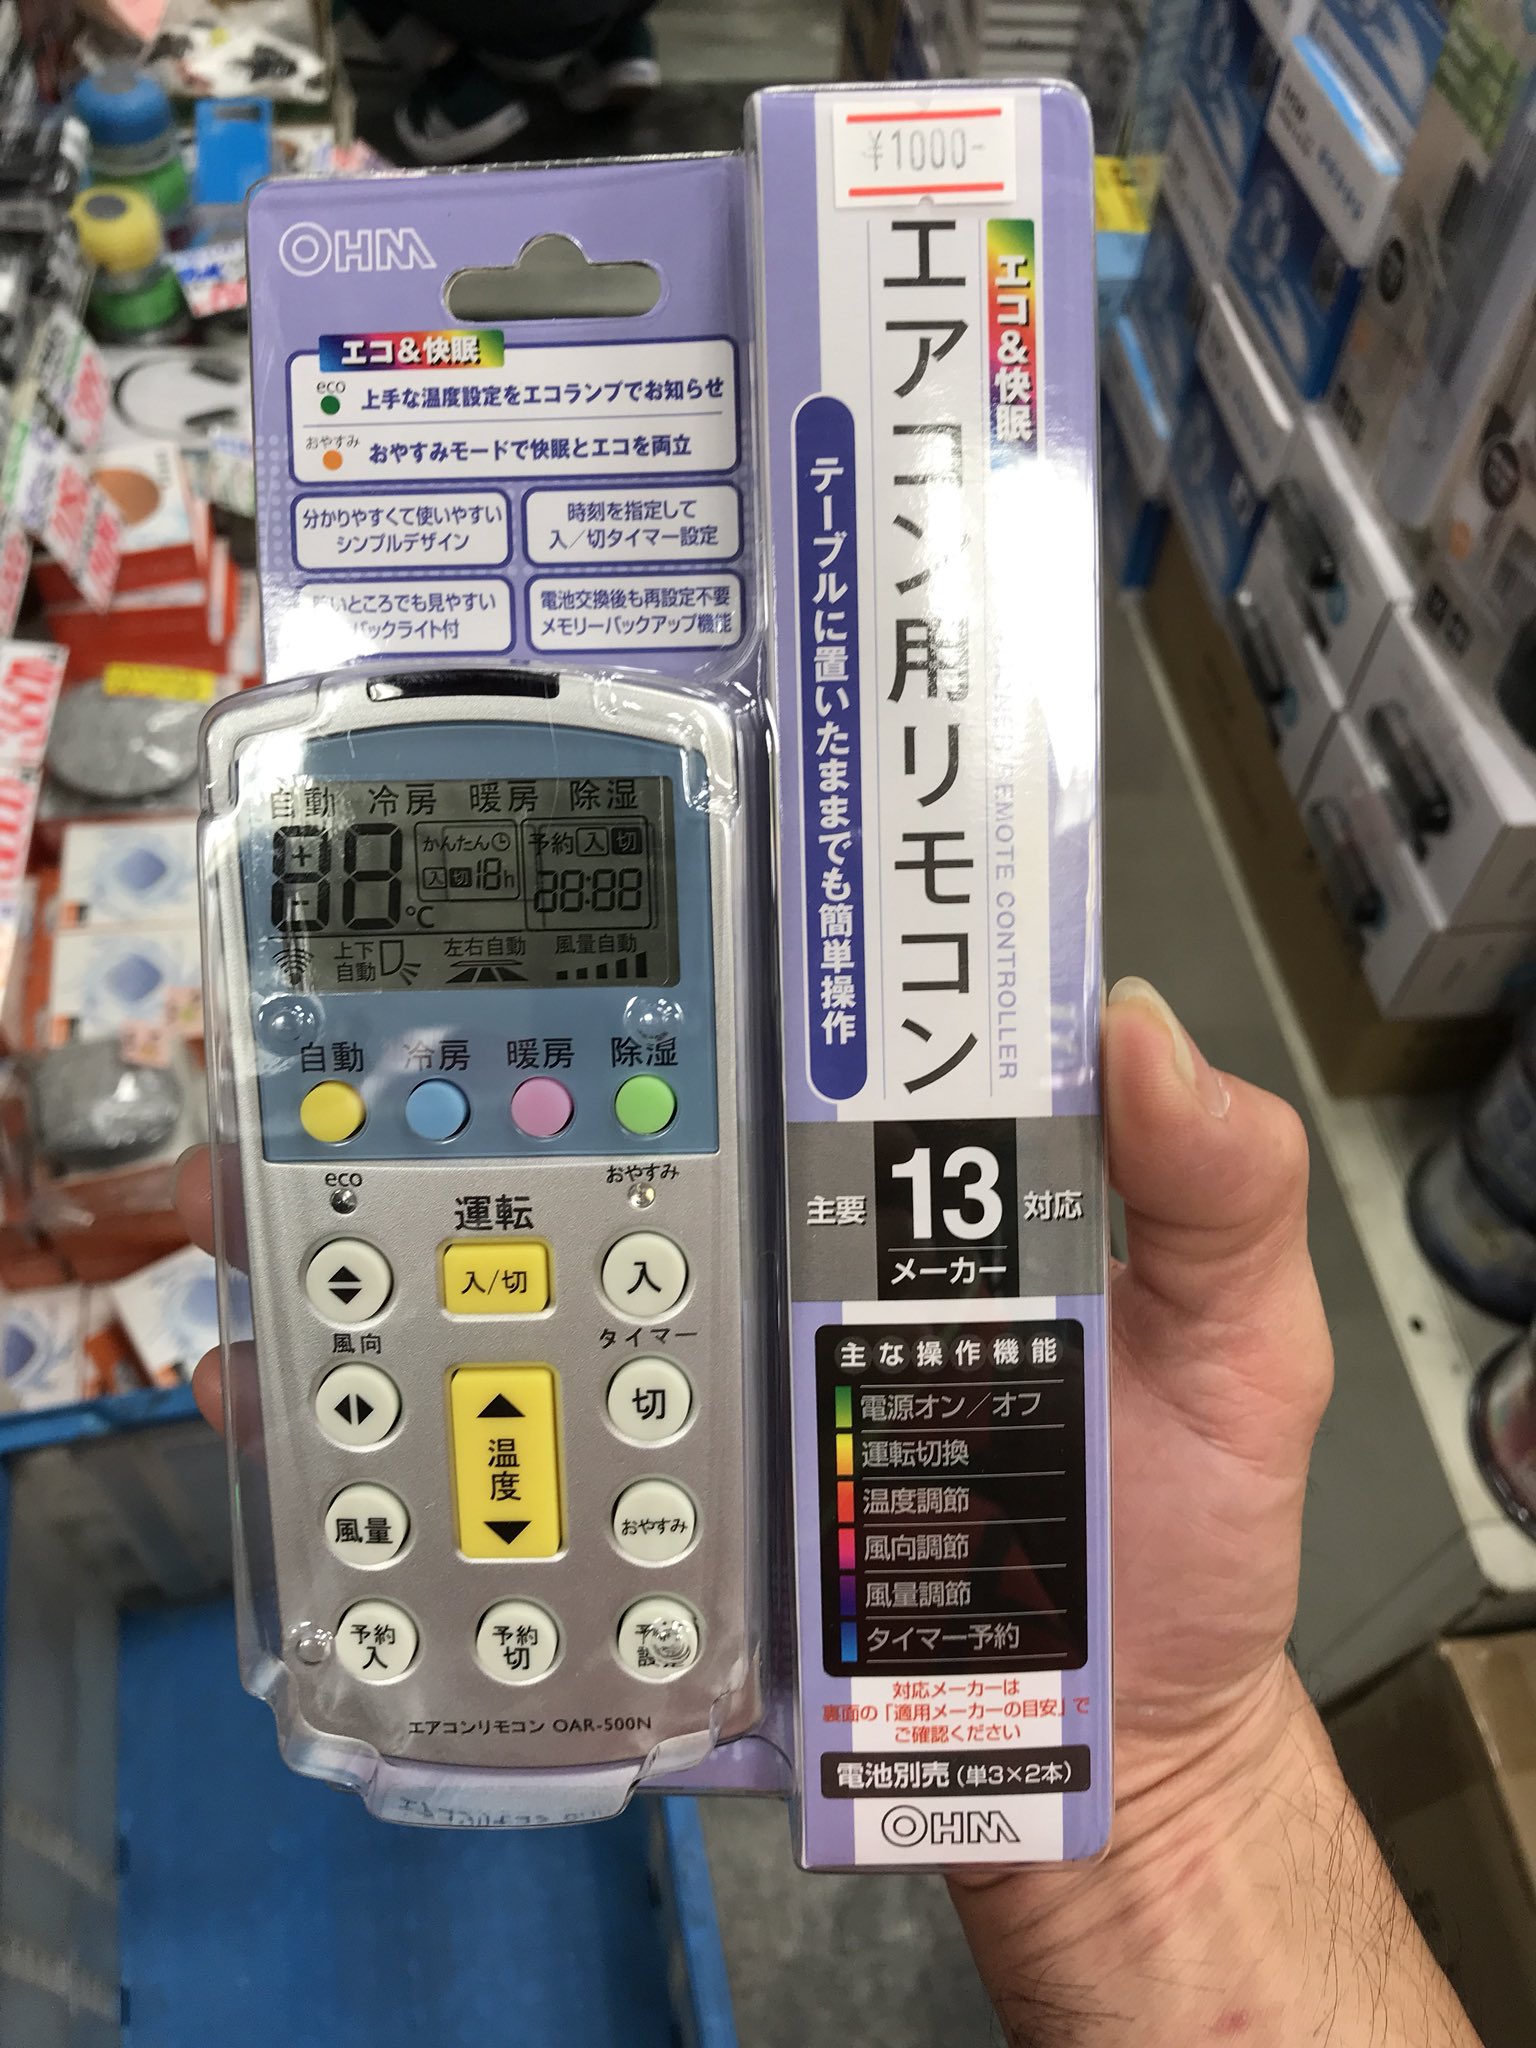 OHM
エコ&快眠
eco
上手な温度設定をエコランプでお知らせ
おやすみ
おやすみモードで快眠とエコを両立
分かりやすくて使いやすい
シンプルデザイン
時刻を指定して
入/切タイマー設定
いところでも見やすい
バックライト付
電池交換後も再設定不要
メモリーバックアップ機能
自動 冷房 暖房 除湿
88℃
かんたん
入 切 18h
予約 入 切
88:88
上下
自動
左右自動
風量自動
自動 冷房 暖房 除湿
eco
運転
おやすみ
入/切
入
風向
タイマー
温度
切
風量
おやすみ
予約
入
予約
切
予約
エアコンリモコン OAR-500N
¥1000-
エコ&快眠
エアコン用リモコン
REMOTE CONTROLLER
テーブルに置いたままでも簡単操作
主要
13
メーカー
対応
主な操作機能
電源オン/オフ
運転切換
温度調節
風向調節
風量調節
タイマー予約
対応メーカーは
裏面の「適用メーカーの目安」で
ご確認ください
電池別売(単3×2本)
OHM